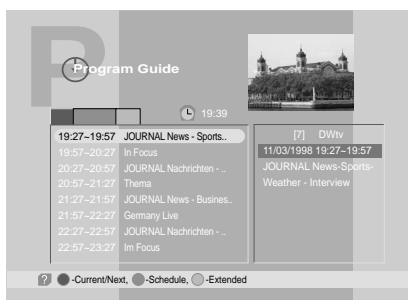 P
Program Guide
19:39
19:27~19:57 JOURNAL News - Sports..
19:57~20:27 In Focus
20:27~20:57 JOURNAL Nachrichten - ..
20:57~21:27 Thema
21:27~21:57 JOURNAL News - Busines..
21:57~22:27 Germany Live
22:27~22:57 JOURNAL Nachrichten - ..
22:57~23:27 Im Focus
[7] DWtv
11/03/1998 19:27~19:57
JOURNAL News-Sports-
Weather - Interview
? -Current/Next, -Schedule, -Extended